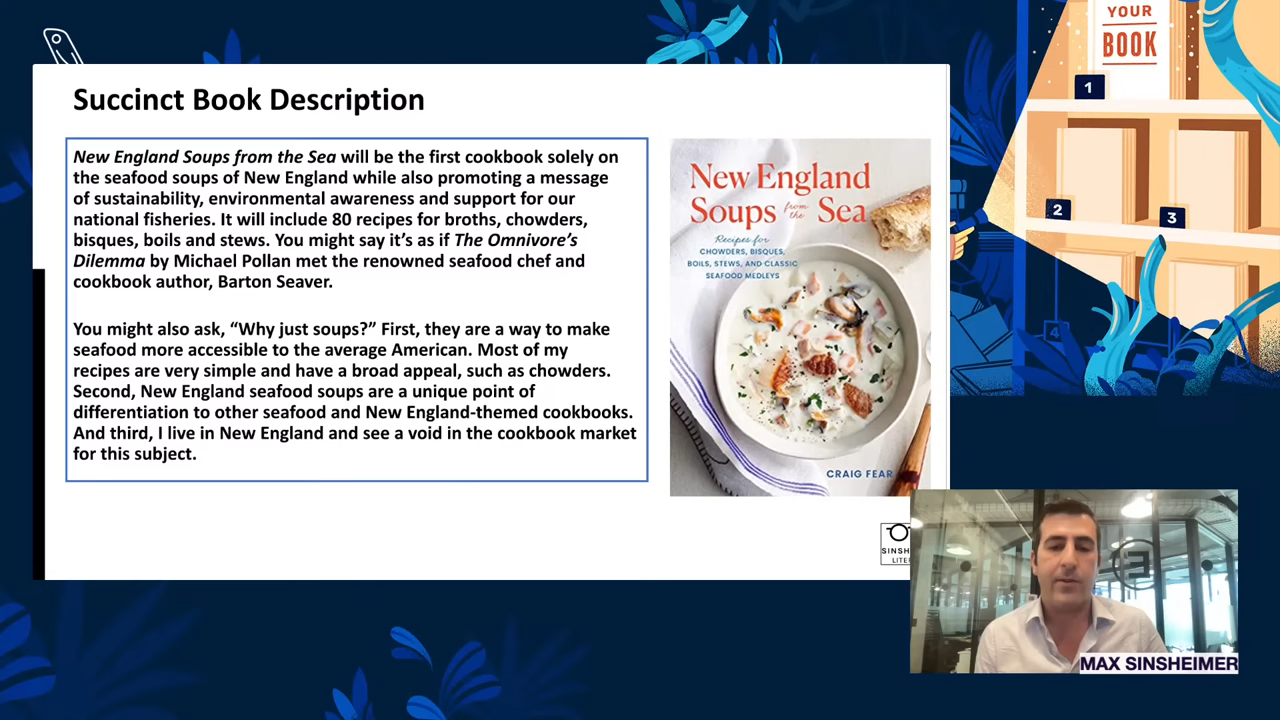 YOUR
BOOK
1
2
3
4
Succinct Book Description
New England Soups from the Sea will be the first cookbook solely on
the seafood soups of New England while also promoting a message
of sustainability, environmental awareness and support for our
national fisheries. It will include 80 recipes for broths, chowders,
bisques, boils and stews. You might say it's as if The Omnivore's
Dilemma by Michael Pollan met the renowned seafood chef and
cookbook author, Barton Seaver.
You might also ask, “Why just soups?” First, they are a way to make
seafood more accessible to the average American. Most of my
recipes are very simple and have a broad appeal, such as chowders.
Second, New England seafood soups are a unique point of
differentiation to other seafood and New England-themed cookbooks.
And third, I live in New England and see a void in the cookbook market
for this subject.
New England
Soups from the Sea
Recipes for
CHOWDERS, BISQUES,
BOILS, STEWS, AND CLASSIC
SEAFOOD MEDLEYS
CRAIG FEAR
MAX SINSHEIMER